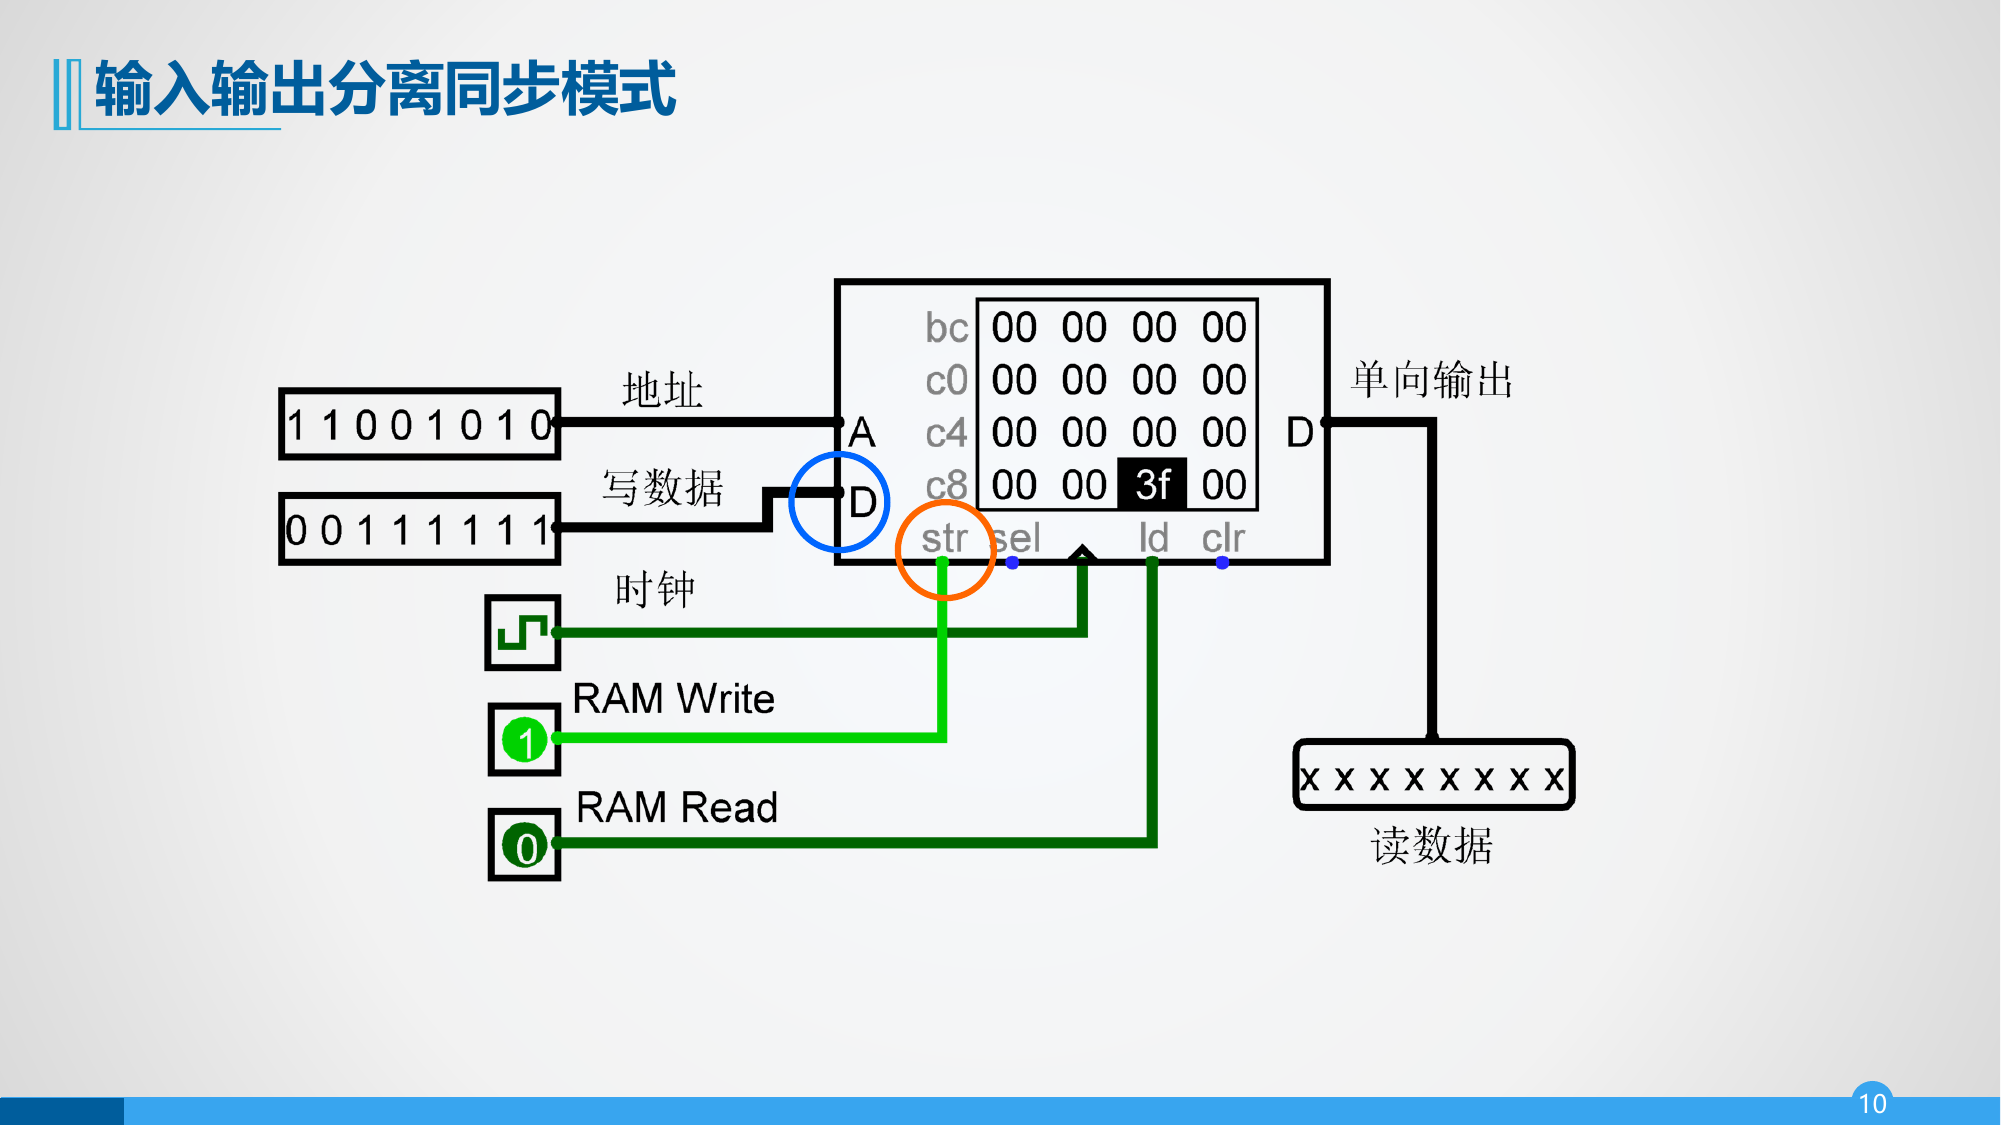 输入输出分离同步模式
bc 00 00 00 00
c0 00 00 00 00
c4 00 00 00 00
c8 00 00 3f 00
地址
单向输出
1 1 0 0 1 0 1 0
A
D
写数据
D
0 0 1 1 1 1 1 1
str sel ld clr
时钟
RAM Write
1
RAM Read
0
x x x x x x x x
读数据
10